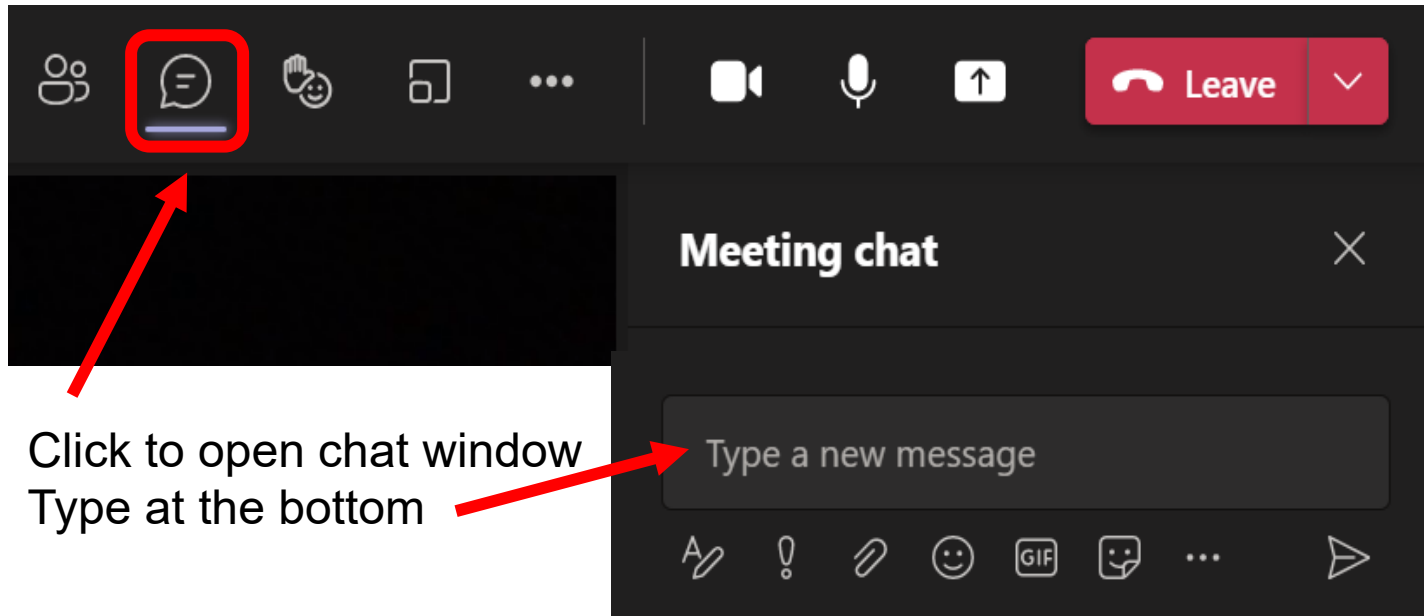 Leave
Meeting chat
Click to open chat window
Type at the bottom
Type a new message
GIF